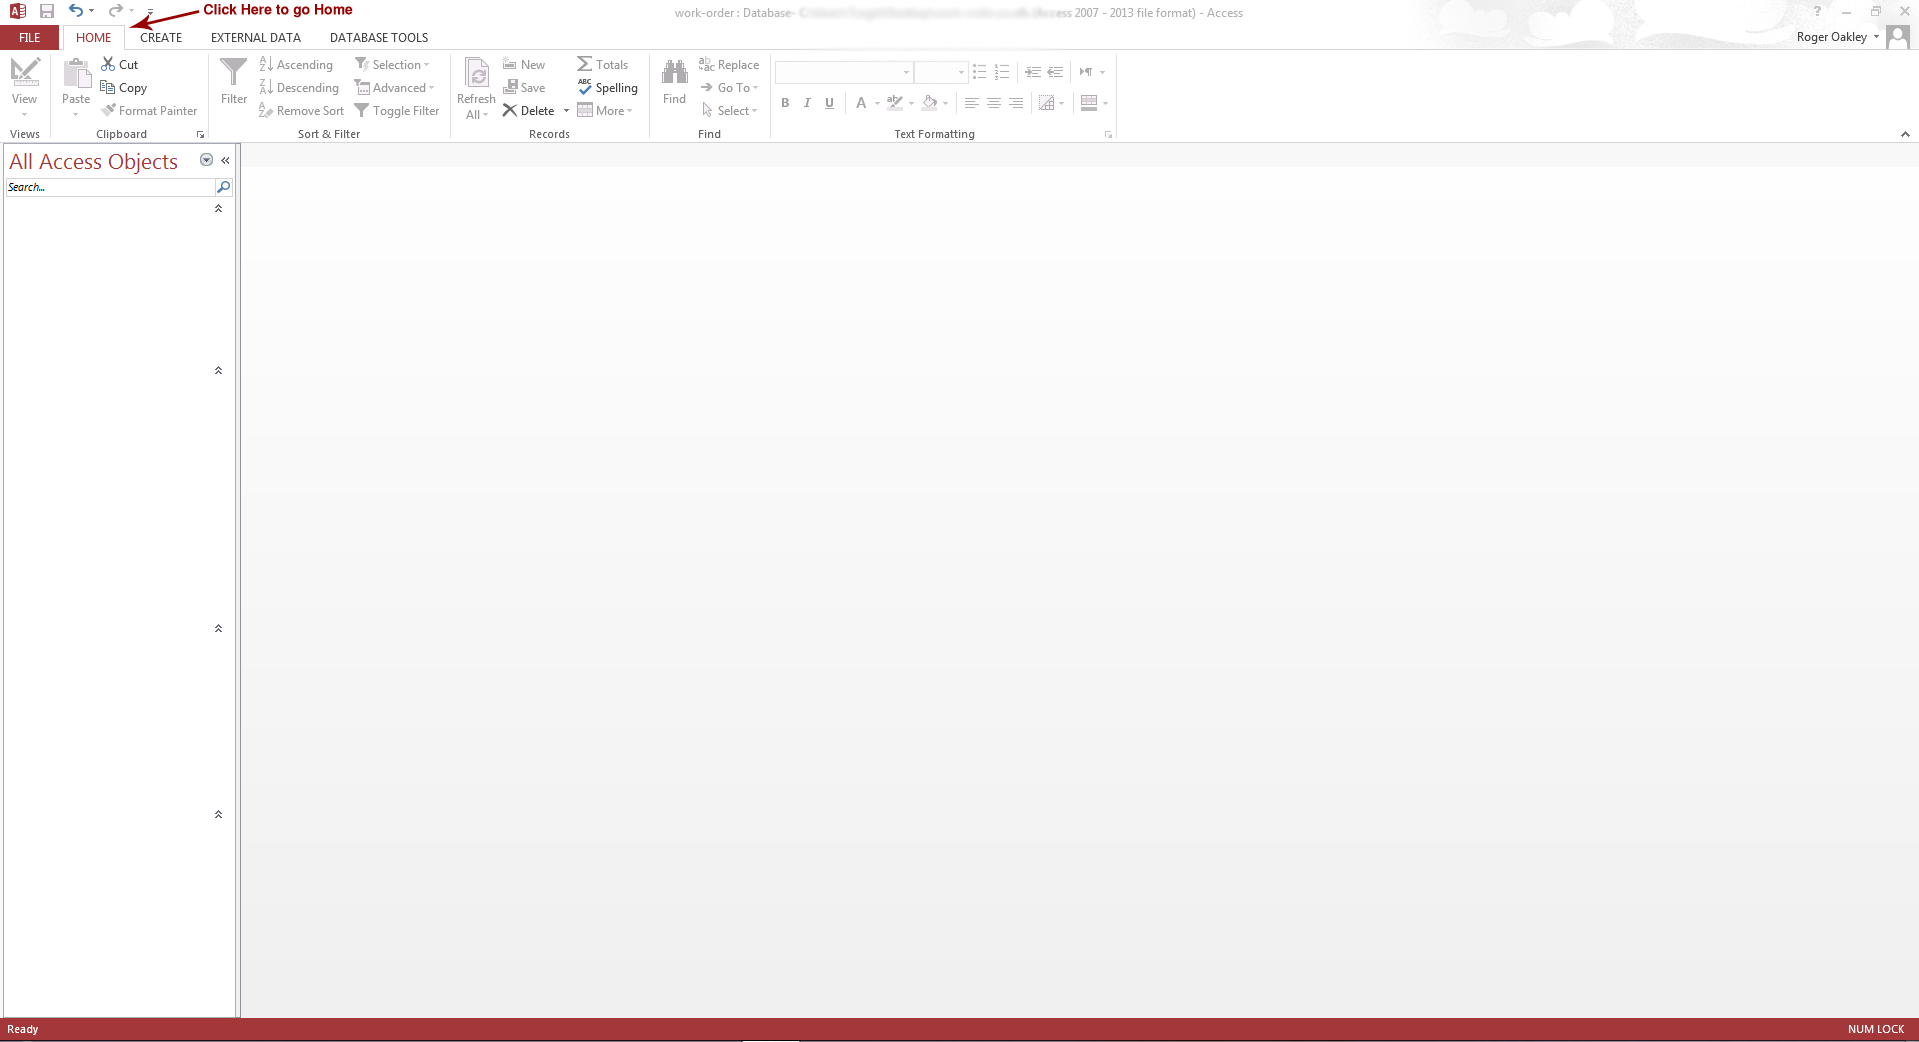 Click Here to go Home
work-order : Database- 2007 - 2013 file format) - Access
?
FILE HOME CREATE EXTERNAL DATA DATABASE TOOLS
Roger Oakley
View
Views
Paste
Cut
Copy
Format Painter
Clipboard
Filter
Ascending
Descending
Remove Sort
Selection
Advanced
Toggle Filter
Sort & Filter
Refresh
All
New
Save
Delete
Totals
ABC
Spelling
More
Records
Find
Replace
Go To
Select
Find
B I U A
Text Formatting
All Access Objects
Search...
Ready
NUM LOCK